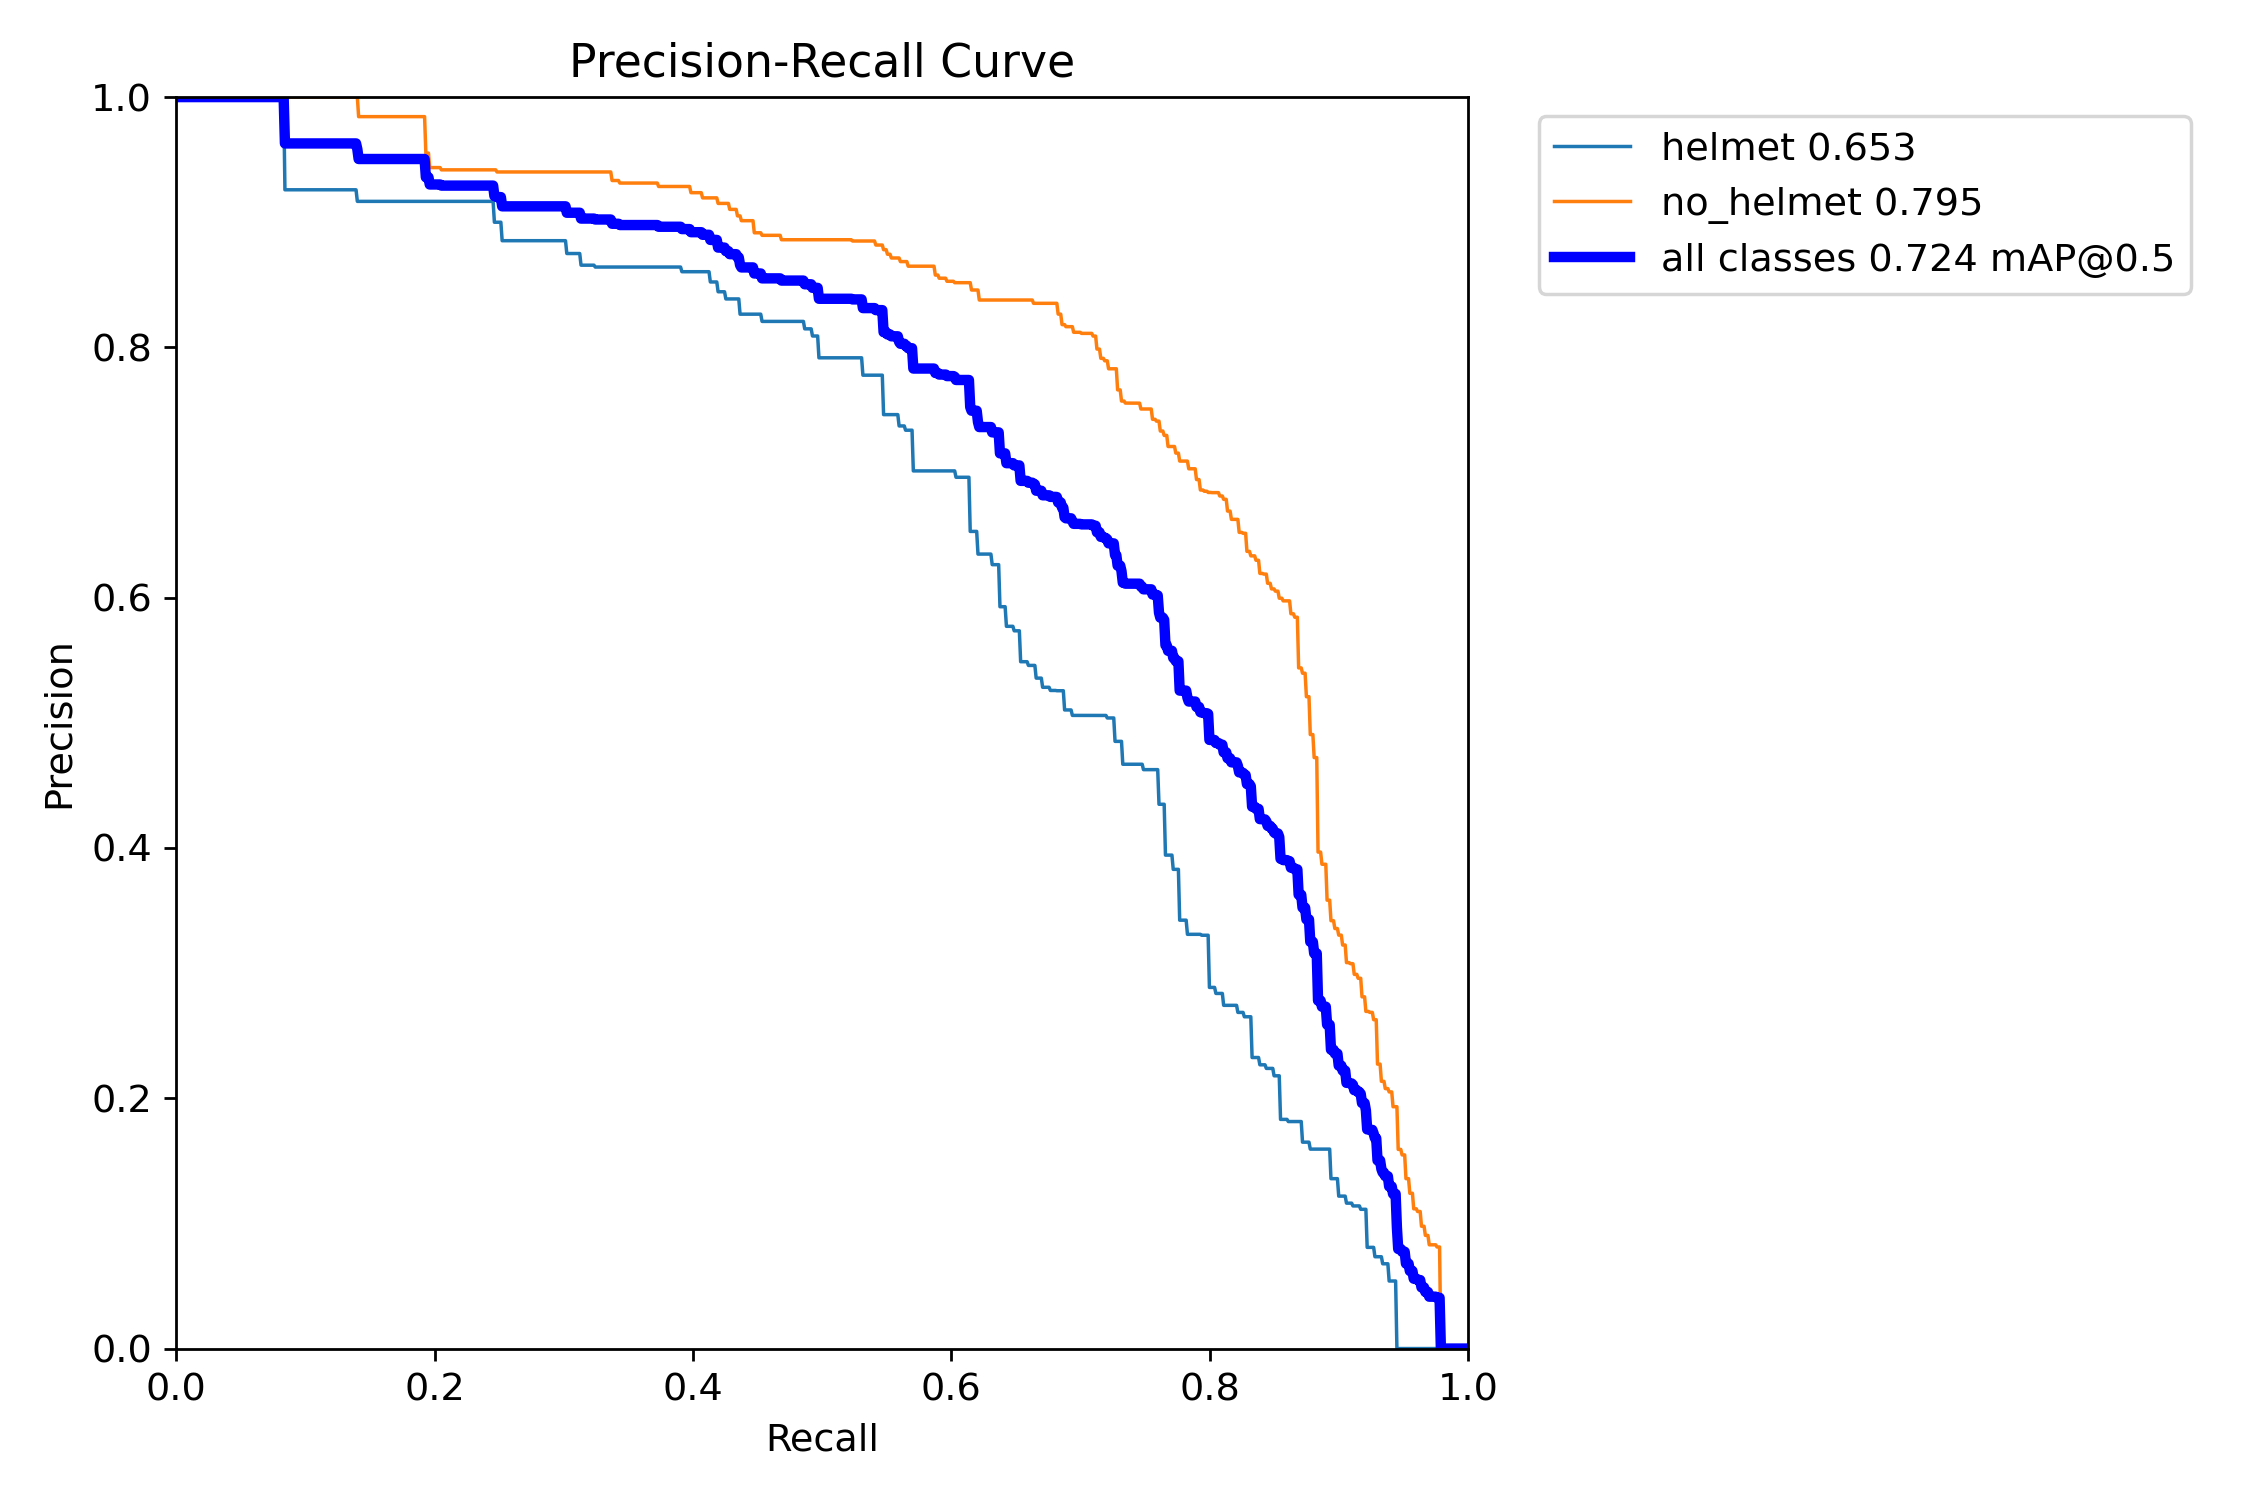 Precision-Recall Curve
1.0
0.8
0.6
0.4
0.2
0.0
Precision
0.0 0.2 0.4 0.6 0.8 1.0
Recall
helmet 0.653
no_helmet 0.795
all classes 0.724 mAP@0.5